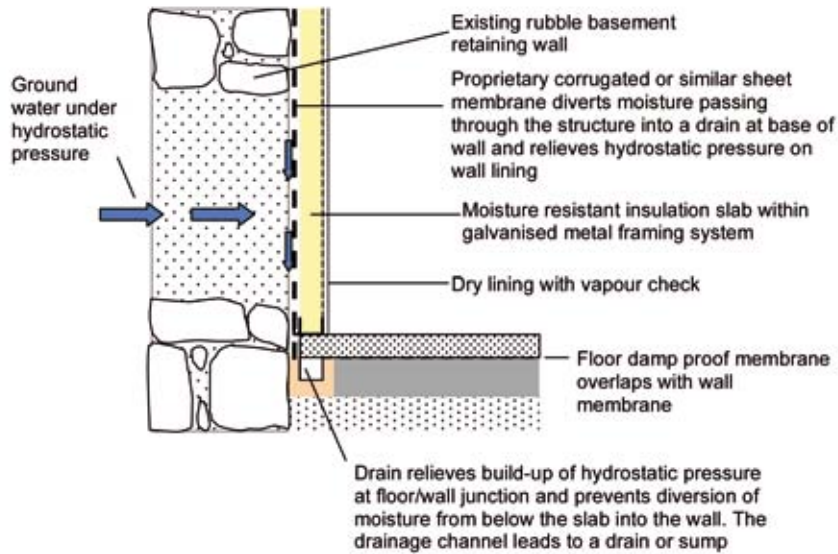 Existing rubble basement
retaining wall
Ground
water under
hydrostatic
pressure
Proprietary corrugated or similar sheet
membrane diverts moisture passing
through the structure into a drain at base of
wall and relieves hydrostatic pressure on
wall lining
Moisture resistant insulation slab within
galvanised metal framing system
Dry lining with vapour check
Floor damp proof membrane
overlaps with wall
membrane
Drain relieves build-up of hydrostatic pressure
at floor/wall junction and prevents diversion of
moisture from below the slab into the wall. The
drainage channel leads to a drain or sump